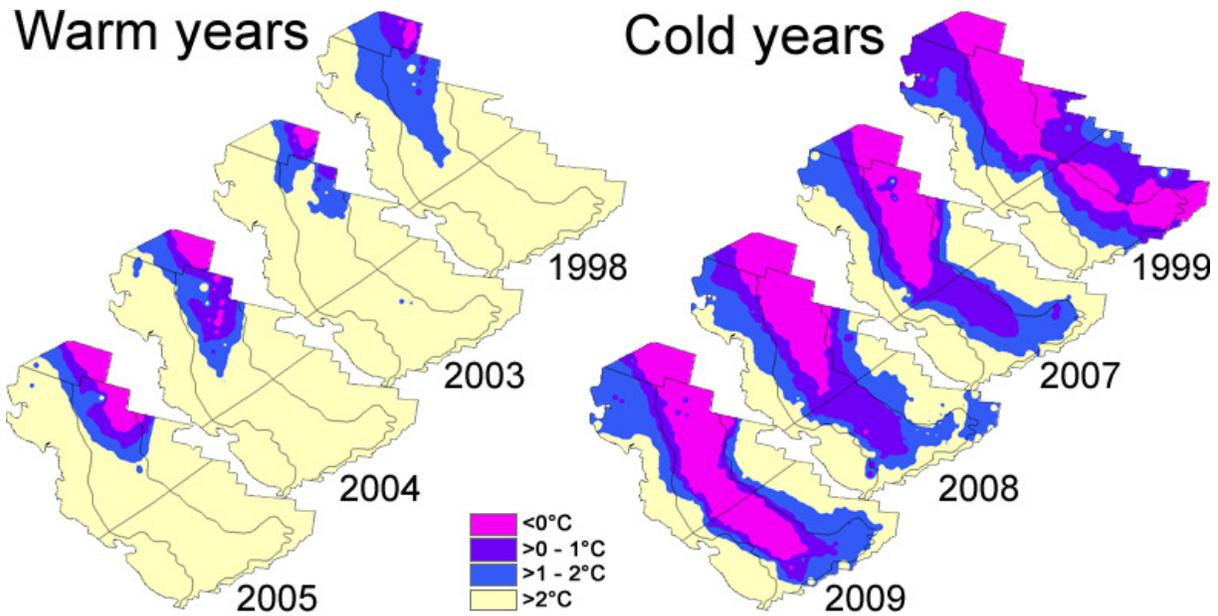 Warm years
Cold years
1998
2003
2004
2005
1999
2007
2008
2009
<0°C
>0 - 1°C
>1 - 2°C
>2°C